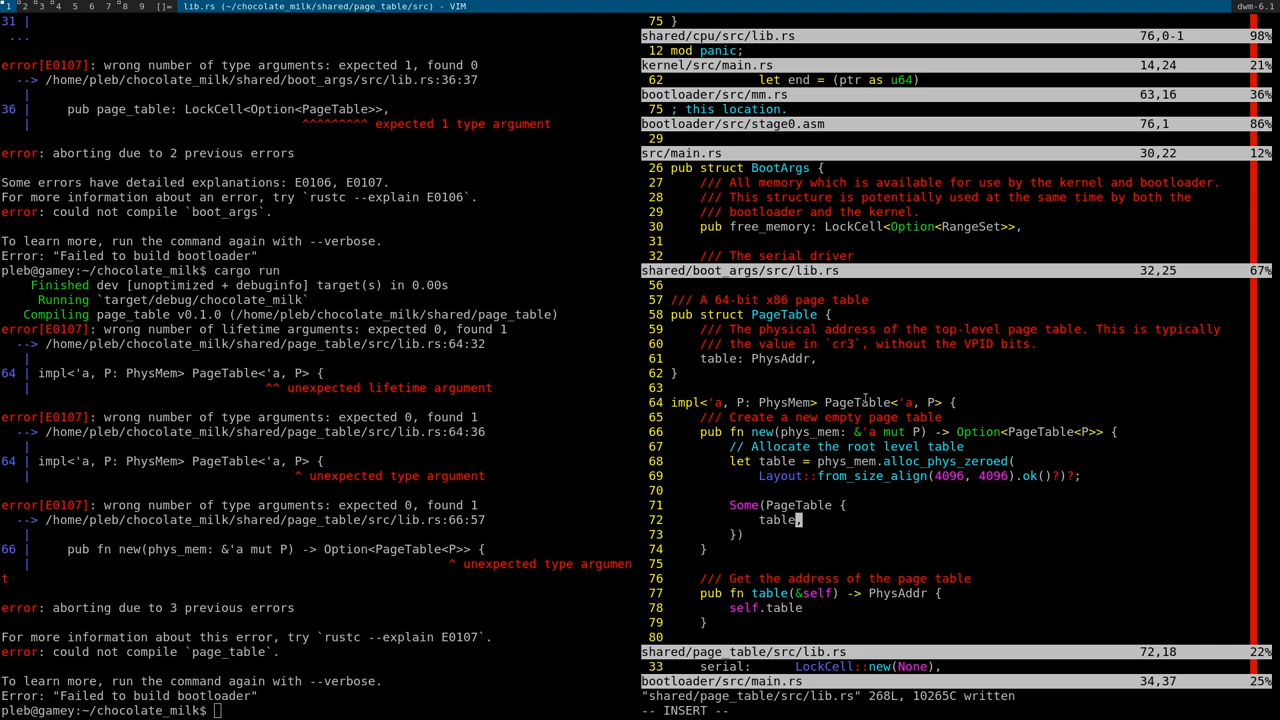 1 2 3 4 5 6 7 8 9 []= lib.rs (~/chocolate_milk/shared/page_table/src) - VIM dwm-6.1
31 |
...
error[E0107]: wrong number of type arguments: expected 1, found 0
--> /home/pleb/chocolate_milk/shared/boot_args/src/lib.rs:36:37
|
36 |     pub page_table: LockCell<Option<PageTable>>,
|                                     ^^^^^^^^^ expected 1 type argument
error: aborting due to 2 previous errors
Some errors have detailed explanations: E0106, E0107.
For more information about an error, try `rustc --explain E0106`.
error: could not compile `boot_args`.
To learn more, run the command again with --verbose.
Error: "Failed to build bootloader"
pleb@gamey:~/chocolate_milk$ cargo run
Finished dev [unoptimized + debuginfo] target(s) in 0.00s
Running `target/debug/chocolate_milk`
Compiling page_table v0.1.0 (/home/pleb/chocolate_milk/shared/page_table)
error[E0107]: wrong number of lifetime arguments: expected 0, found 1
--> /home/pleb/chocolate_milk/shared/page_table/src/lib.rs:64:32
|
64 | impl<'a, P: PhysMem> PageTable<'a, P> {
|                                ^^ unexpected lifetime argument
error[E0107]: wrong number of type arguments: expected 0, found 1
--> /home/pleb/chocolate_milk/shared/page_table/src/lib.rs:64:36
|
64 | impl<'a, P: PhysMem> PageTable<'a, P> {
|                                    ^ unexpected type argument
error[E0107]: wrong number of type arguments: expected 0, found 1
--> /home/pleb/chocolate_milk/shared/page_table/src/lib.rs:66:57
|
66 |     pub fn new(phys_mem: &'a mut P) -> Option<PageTable<P>> {
|                                                         ^ unexpected type argumen
t
error: aborting due to 3 previous errors
For more information about this error, try `rustc --explain E0107`.
error: could not compile `page_table`.
To learn more, run the command again with --verbose.
Error: "Failed to build bootloader"
pleb@gamey:~/chocolate_milk$
75 }
shared/cpu/src/lib.rs 76,0-1 98%
12 mod panic;
kernel/src/main.rs 14,24 21%
62             let end = (ptr as u64)
bootloader/src/mm.rs 63,16 36%
75 ; this location.
bootloader/src/stage0.asm 76,1 86%
29
src/main.rs 30,22 12%
26 pub struct BootArgs {
27     /// All memory which is available for use by the kernel and bootloader.
28     /// This structure is potentially used at the same time by both the
29     /// bootloader and the kernel.
30     pub free_memory: LockCell<Option<RangeSet>>,
31
32     /// The serial driver
shared/boot_args/src/lib.rs 32,25 67%
56
57 /// A 64-bit x86 page table
58 pub struct PageTable {
59     /// The physical address of the top-level page table. This is typically
60     /// the value in `cr3`, without the VPID bits.
61     table: PhysAddr,
62 }
63
64 impl<'a, P: PhysMem> PageTable<'a, P> {
65     /// Create a new empty page table
66     pub fn new(phys_mem: &'a mut P) -> Option<PageTable<P>> {
67         // Allocate the root level table
68         let table = phys_mem.alloc_phys_zeroed(
69             Layout::from_size_align(4096, 4096).ok()?)?;
70
71         Some(PageTable {
72             table,
73         })
74     }
75
76     /// Get the address of the page table
77     pub fn table(&self) -> PhysAddr {
78         self.table
79     }
80
shared/page_table/src/lib.rs 72,18 22%
33     serial:      LockCell::new(None),
bootloader/src/main.rs 34,37 25%
"shared/page_table/src/lib.rs" 268L, 10265C written
-- INSERT --